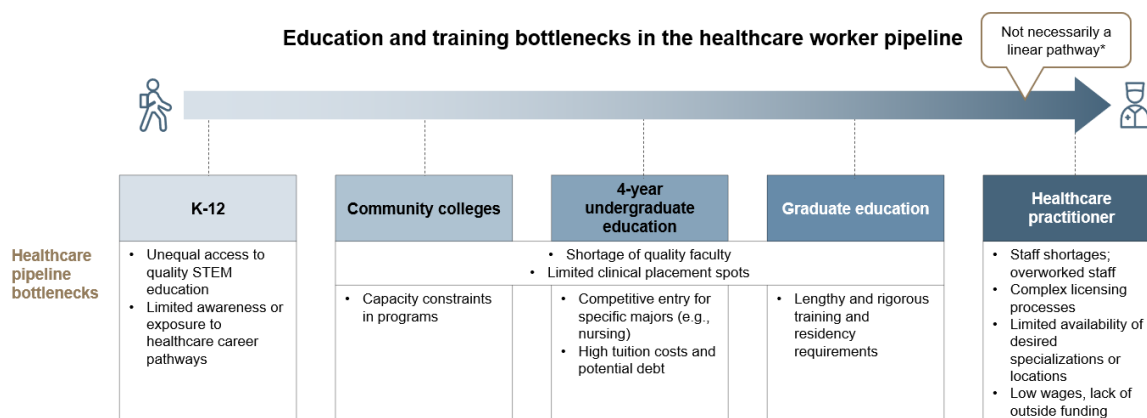 Education and training bottlenecks in the healthcare worker pipeline
Not necessarily a
linear pathway*
K-12
Community colleges
4-year
undergraduate
education
Graduate education
Healthcare
practitioner
Healthcare
pipeline
bottlenecks
• Unequal access to
quality STEM
education
• Limited awareness or
exposure to
healthcare career
pathways
• Shortage of quality faculty
• Limited clinical placement spots
• Capacity constraints
in programs
• Competitive entry for
specific majors (e.g.,
nursing)
• High tuition costs and
potential debt
• Lengthy and rigorous
training and
residency
requirements
• Staff shortages;
overworked staff
• Complex licensing
processes
• Limited availability of
desired
specializations or
locations
• Low wages, lack of
outside funding